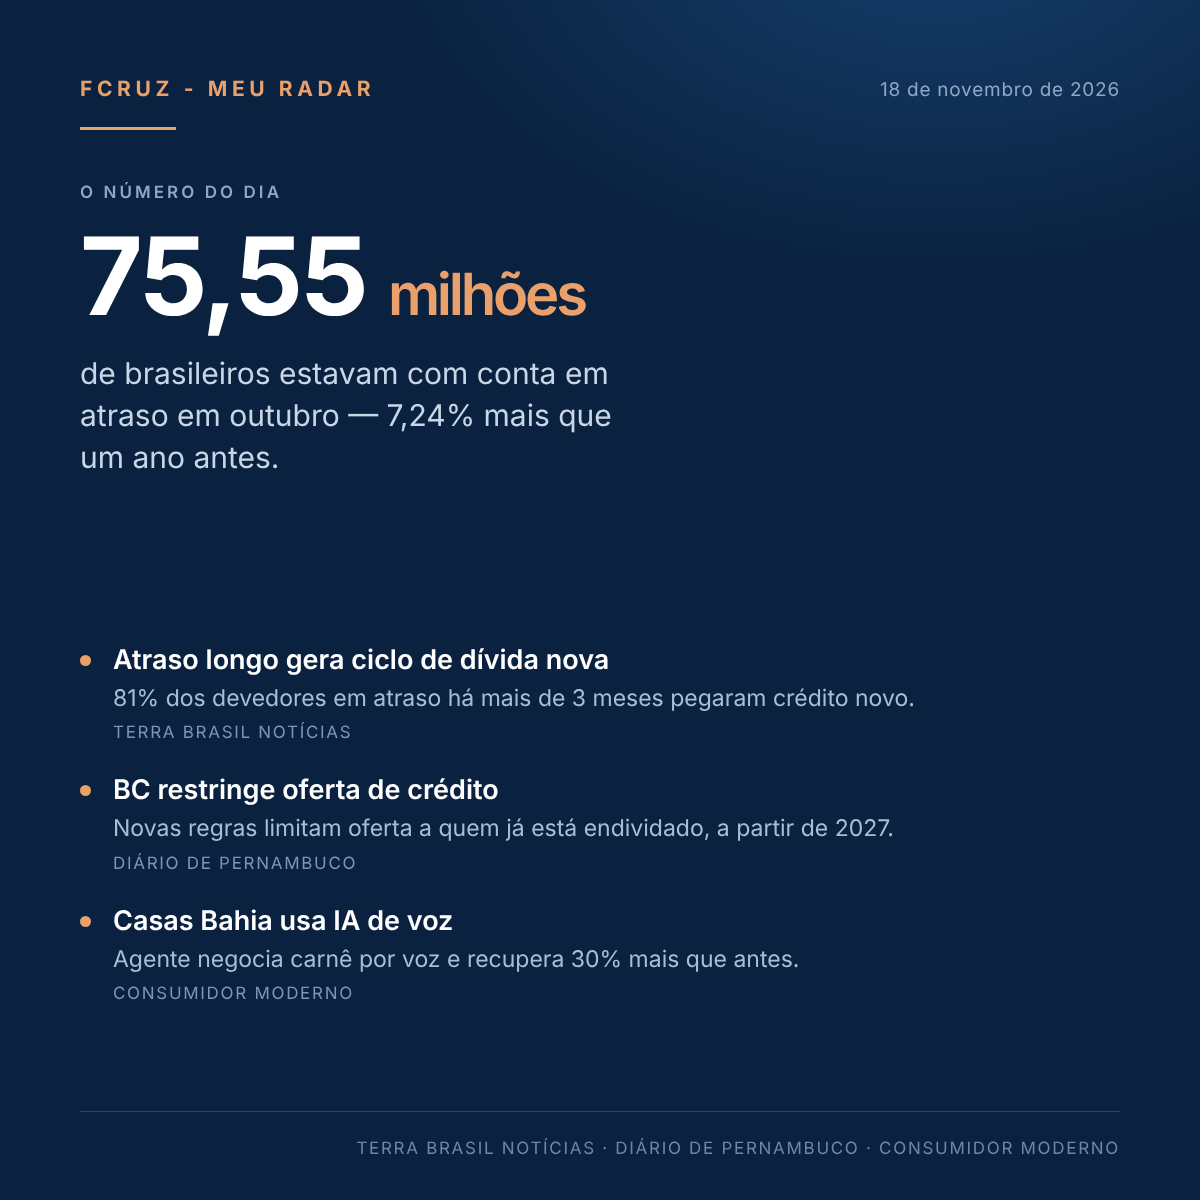 FCRUZ - MEU RADAR
18 de novembro de 2026
O NÚMERO DO DIA
75,55 milhões
de brasileiros estavam com conta em
atraso em outubro — 7,24% mais que
um ano antes.
Atraso longo gera ciclo de dívida nova
81% dos devedores em atraso há mais de 3 meses pegaram crédito novo.
TERRA BRASIL NOTÍCIAS
BC restringe oferta de crédito
Novas regras limitam oferta a quem já está endividado, a partir de 2027.
DIÁRIO DE PERNAMBUCO
Casas Bahia usa IA de voz
Agente negocia carnê por voz e recupera 30% mais que antes.
CONSUMIDOR MODERNO
TERRA BRASIL NOTÍCIAS · DIÁRIO DE PERNAMBUCO · CONSUMIDOR MODERNO